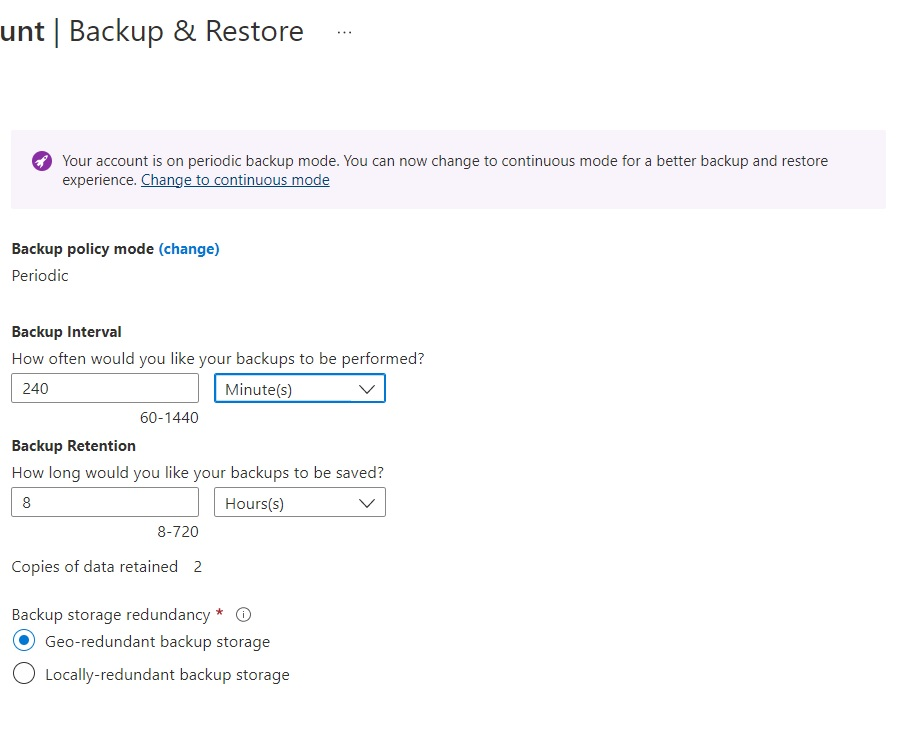 unt | Backup & Restore ...
Your account is on periodic backup mode. You can now change to continuous mode for a better backup and restore
experience. Change to continuous mode
Backup policy mode (change)
Periodic
Backup Interval
How often would you like your backups to be performed?
240 Minute(s)
60-1440
Backup Retention
How long would you like your backups to be saved?
8 Hours(s)
8-720
Copies of data retained 2
Backup storage redundancy *
Geo-redundant backup storage
Locally-redundant backup storage